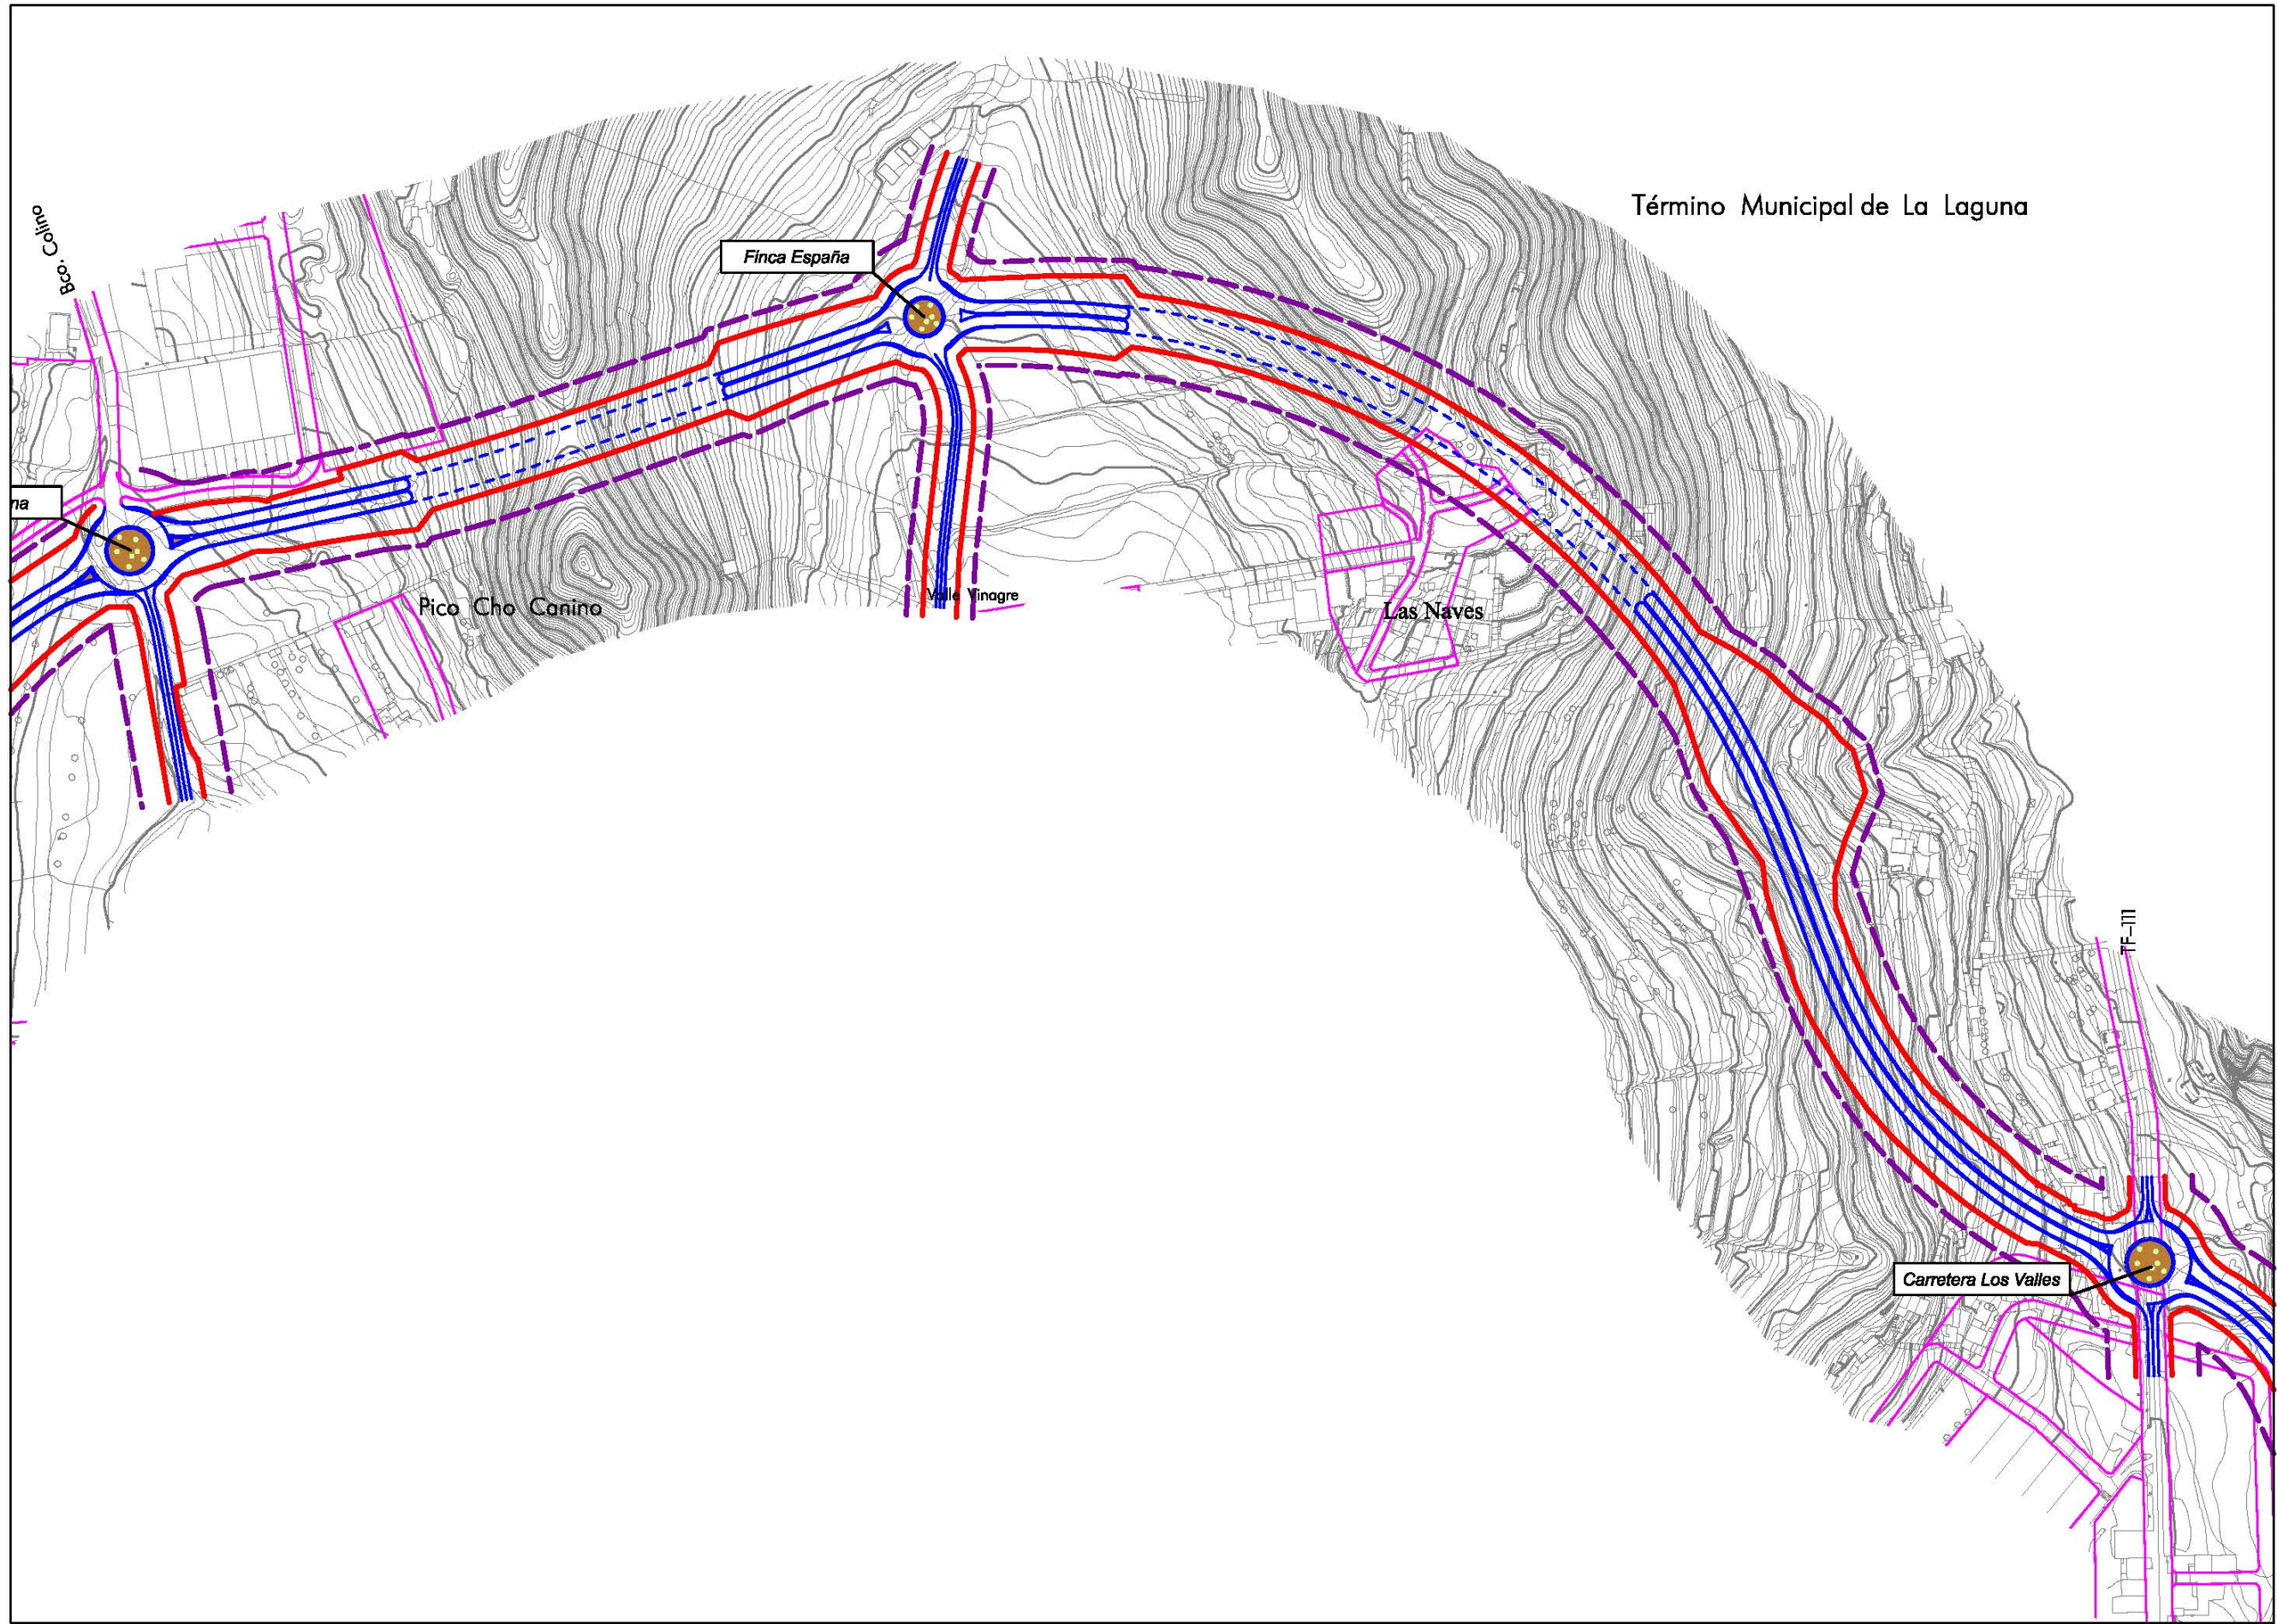 Término Municipal de La Laguna
Bco. Colino
Finca España
na
Pico Cho Canino
Valle Vinagre
Las Naves
TF-111
Carretera Los Valles